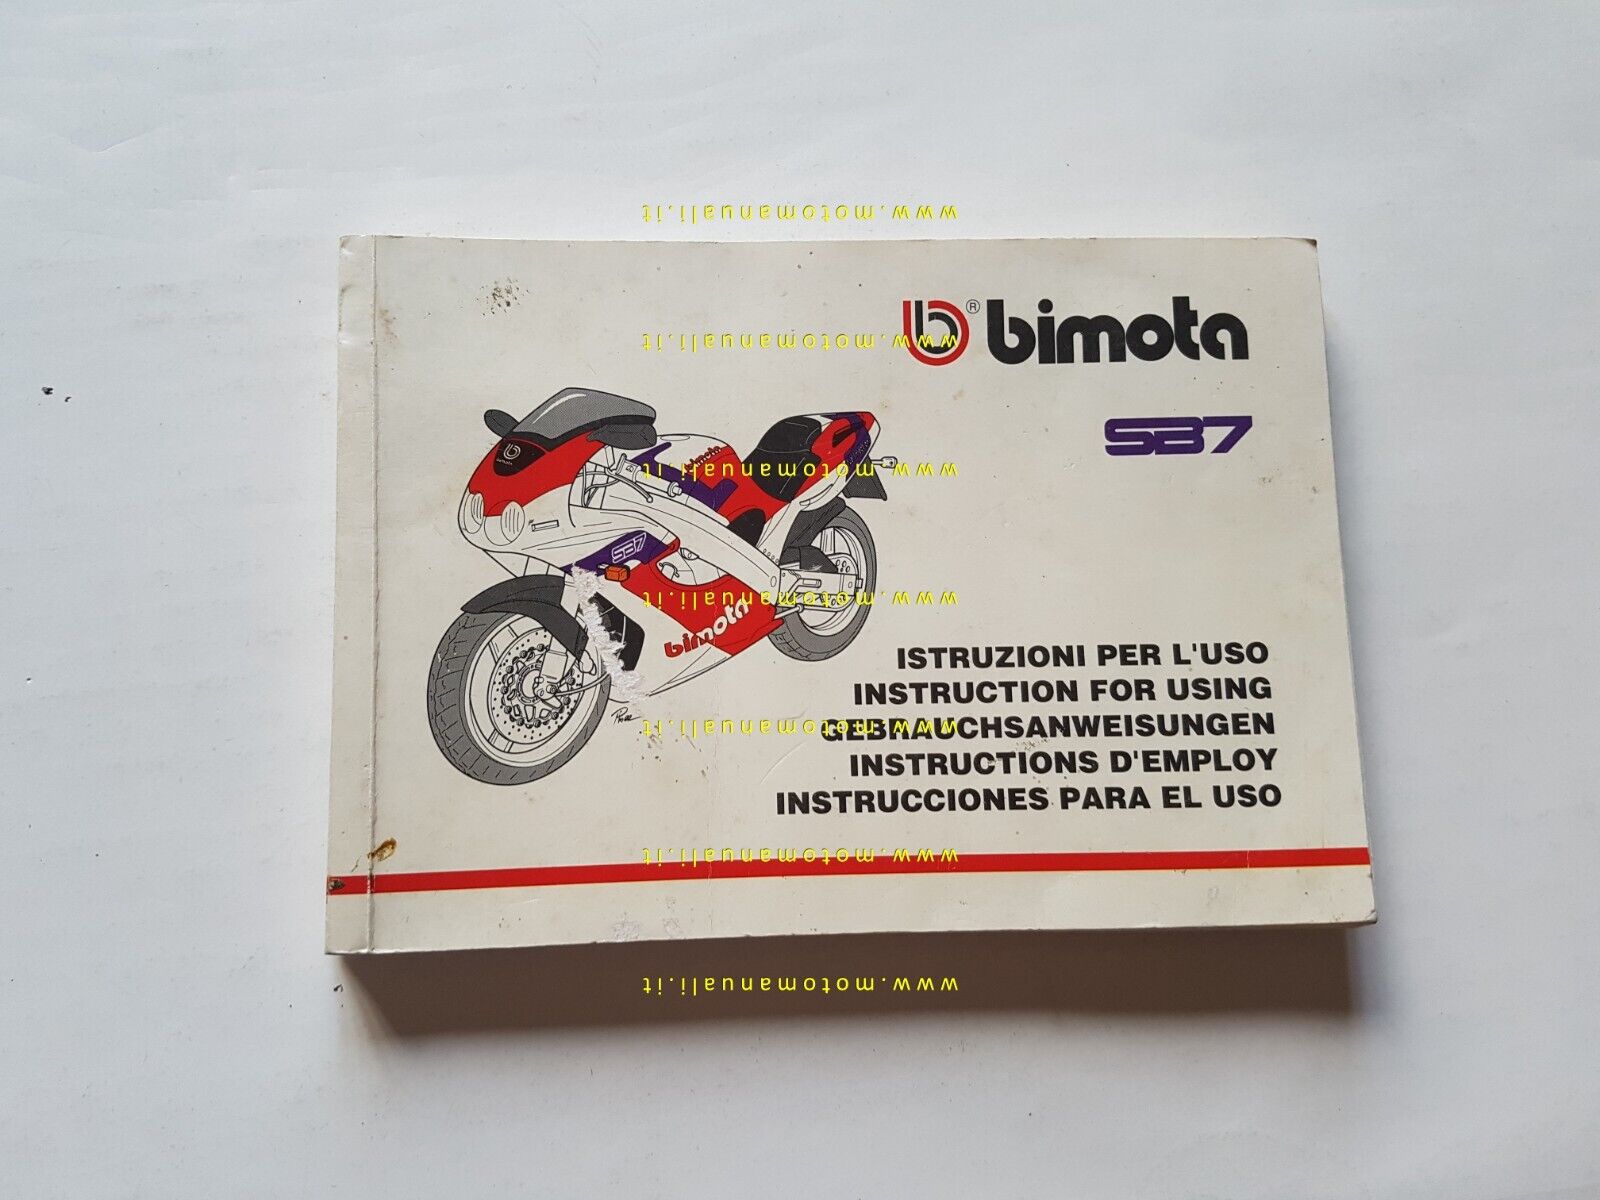 www.motomanuali.it
bimota®
www.motomanuali.it
SB7
bimota
bimota
www.motomanuali.it
SB7
www.motomanuali.it
bimota
ISTRUZIONI PER L'USO
INSTRUCTION FOR USING
GEBRAUCHSANWEISUNGEN
www.motomanuali.it
INSTRUCTIONS D'EMPLOY
INSTRUCCIONES PARA EL USO
www.motomanuali.it
www.motomanuali.it